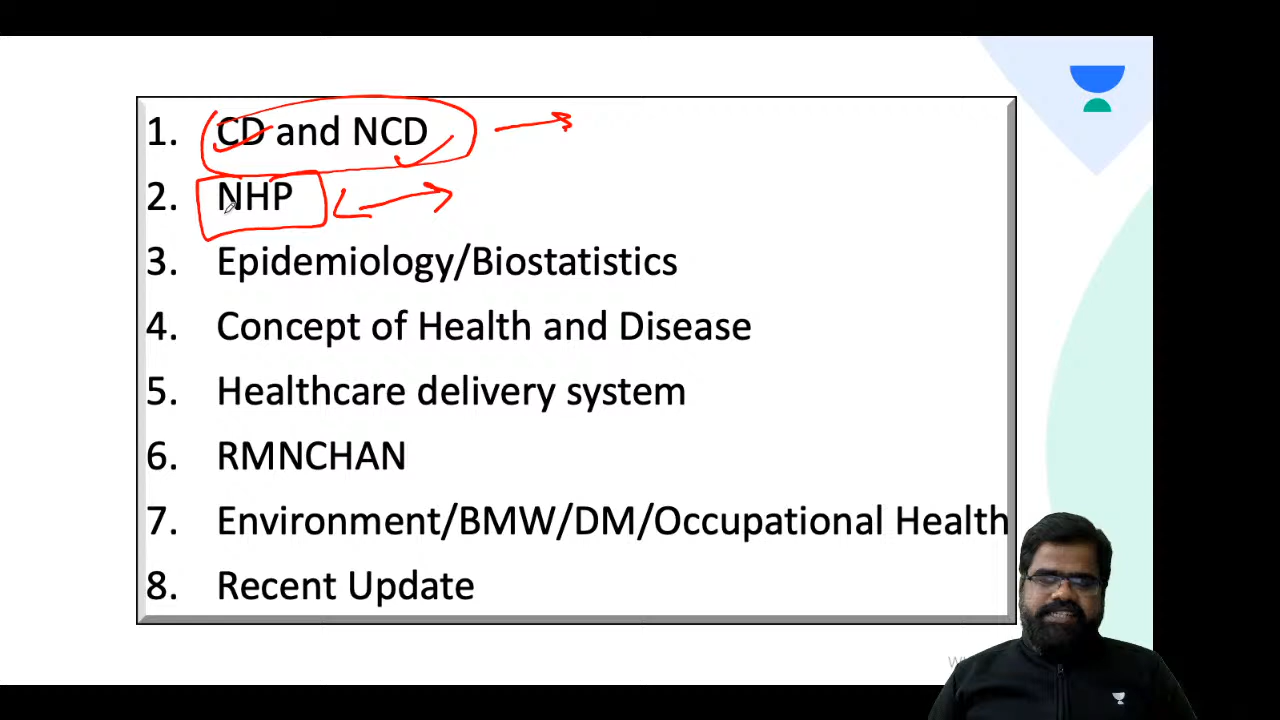 1. CD and NCD
2. NHP
3. Epidemiology/Biostatistics
4. Concept of Health and Disease
5. Healthcare delivery system
6. RMNCHAN
7. Environment/BMW/DM/Occupational Health
8. Recent Update